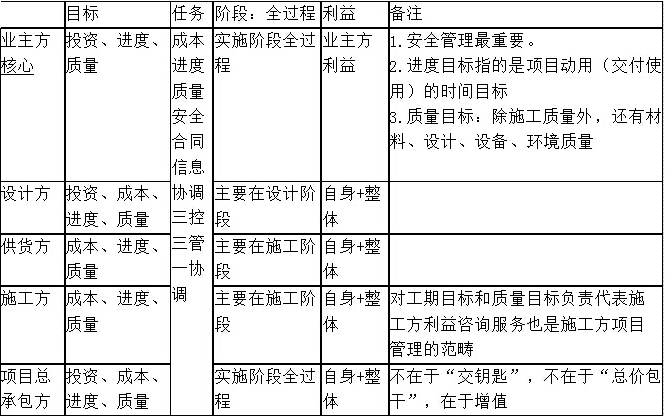 目标
任务
阶段：全过程
利益
备注
业主方
核心
投资、进度、
质量
成本
进度
质量
安全
合同
信息
协调
三控
三管
一协
调
实施阶段全过
程
业主方
利益
1.安全管理最重要。
2.进度目标指的是项目动用（交付使
用）的时间目标
3.质量目标：除施工质量外，还有材
料、设计、设备、环境质量
设计方
投资、成本、
进度、质量
主要在设计阶
段
自身+整
体
供货方
成本、进度、
质量
主要在施工阶
段
自身+整
体
施工方
成本、进度、
质量
主要在施工阶
段
自身+整
体
对工期目标和质量目标负责代表施
工方利益咨询服务也是施工方项目
管理的范畴
项目总
承包方
投资、成本、
进度、质量
实施阶段全过
程
自身+整
体
不在于“交钥匙”，不在于“总价包
干”，在于增值